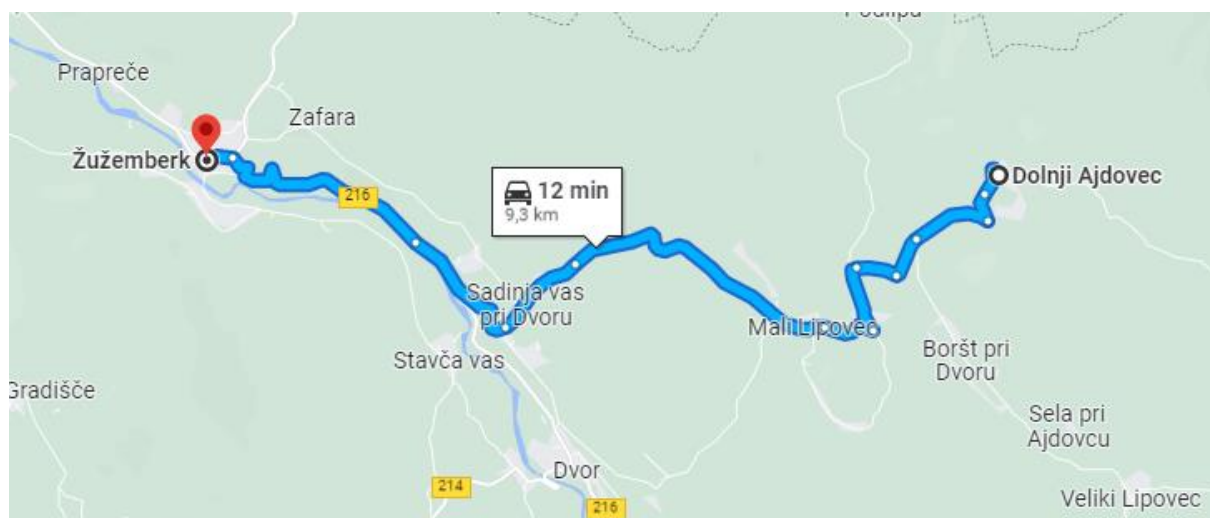 Podlipa
Prapreče
Zafara
Žužemberk
216
12 min
9,3 km
Dolnji Ajdovec
Sadinja vas
pri Dvoru
Mali Lipovec
Stavča vas
Boršt pri
Dvoru
Gradišče
Sela pri
Ajdovcu
Dvor
214
216
Veliki Lipovec